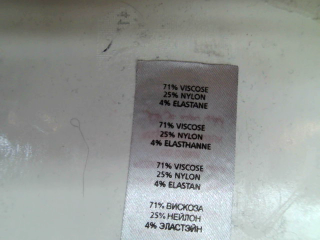 71% VISCOSE
25% NYLON
4% ELASTANE
71% VISCOSE
25% NYLON
4% ELASTHANNE
71% VISCOSE
25% NYLON
4% ELASTAN
71% ВИСКОЗА
25% НЕЙЛОН
4% ЭЛАСТЭЙН